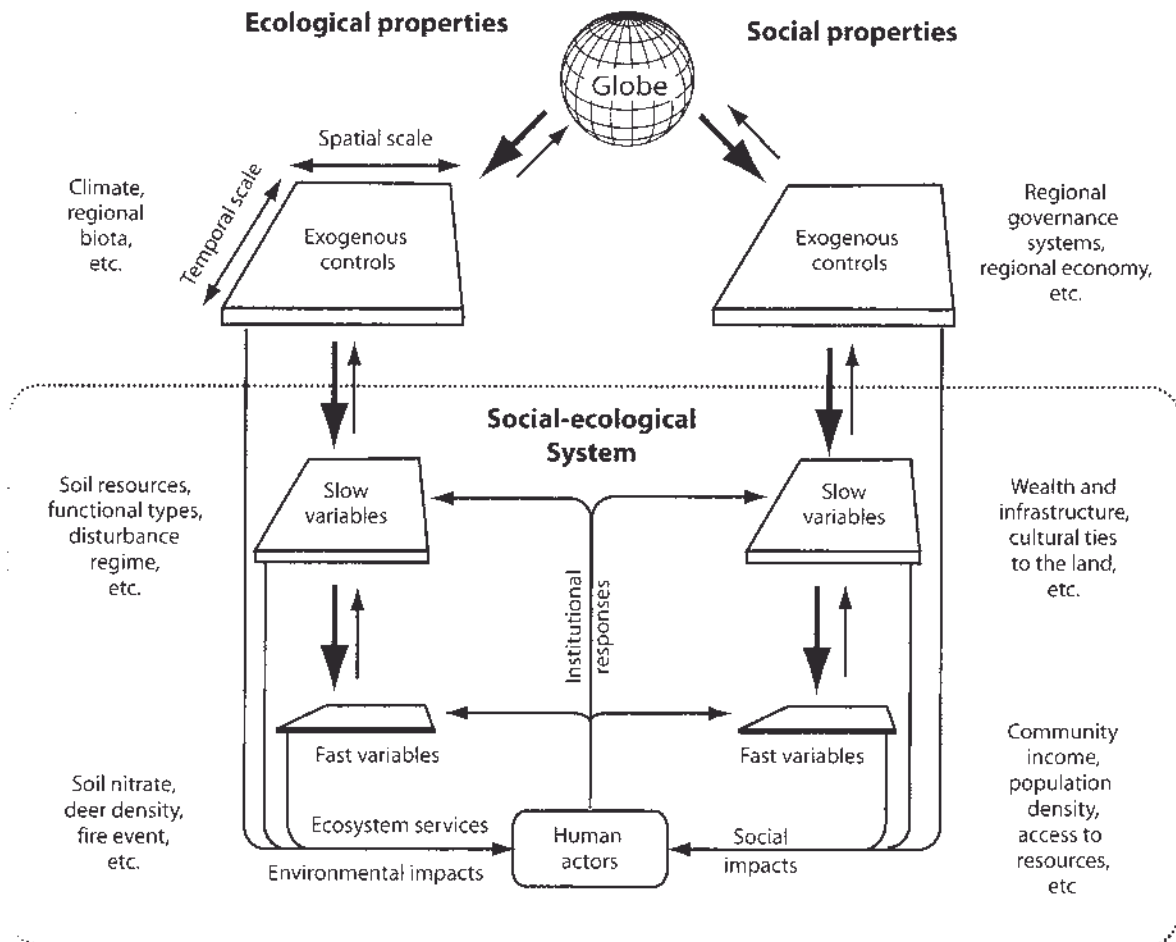 Ecological properties
Social properties
Globe
Spatial scale
Temporal scale
Climate,
regional
biota,
etc.
Exogenous
controls
Exogenous
controls
Regional
governance
systems,
regional economy,
etc.
Social-ecological
System
Soil resources,
functional types,
disturbance
regime,
etc.
Slow
variables
Slow
variables
Wealth and
infrastructure,
cultural ties
to the land,
etc.
Institutional
responses
Fast variables
Fast variables
Soil nitrate,
deer density,
fire event,
etc.
Ecosystem services
Environmental impacts
Human
actors
Social
impacts
Community
income,
population
density,
access to
resources,
etc